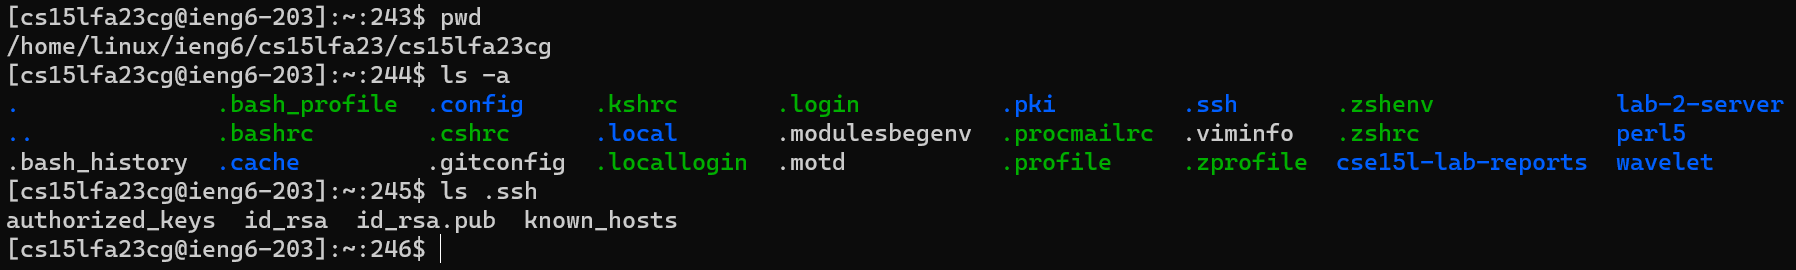 [cs15lfa23cg@ieng6-203]:~:243$ pwd
/home/linux/ieng6/cs15lfa23/cs15lfa23cg
[cs15lfa23cg@ieng6-203]:~:244$ ls -a
.              .bash_profile  .config     .kshrc       .login            .pki         .ssh       .zshenv             lab-2-server
..             .bashrc        .cshrc      .local       .modulesbegenv  .procmailrc  .viminfo   .zshrc              perl5
.bash_history  .cache         .gitconfig  .locallogin  .motd             .profile     .zprofile  cse15l-lab-reports  wavelet
[cs15lfa23cg@ieng6-203]:~:245$ ls .ssh
authorized_keys  id_rsa  id_rsa.pub  known_hosts
[cs15lfa23cg@ieng6-203]:~:246$